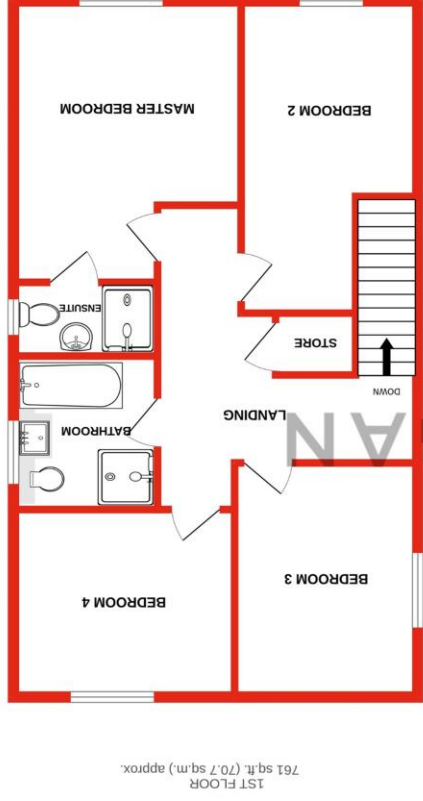 1ST FLOOR
761 sq.ft. (70.7 sq.m.) approx.
BEDROOM 3
BEDROOM 4
AN
LANDING
BATHROOM
DOWN
STORE
ENSUITE
BEDROOM 2
MASTER BEDROOM